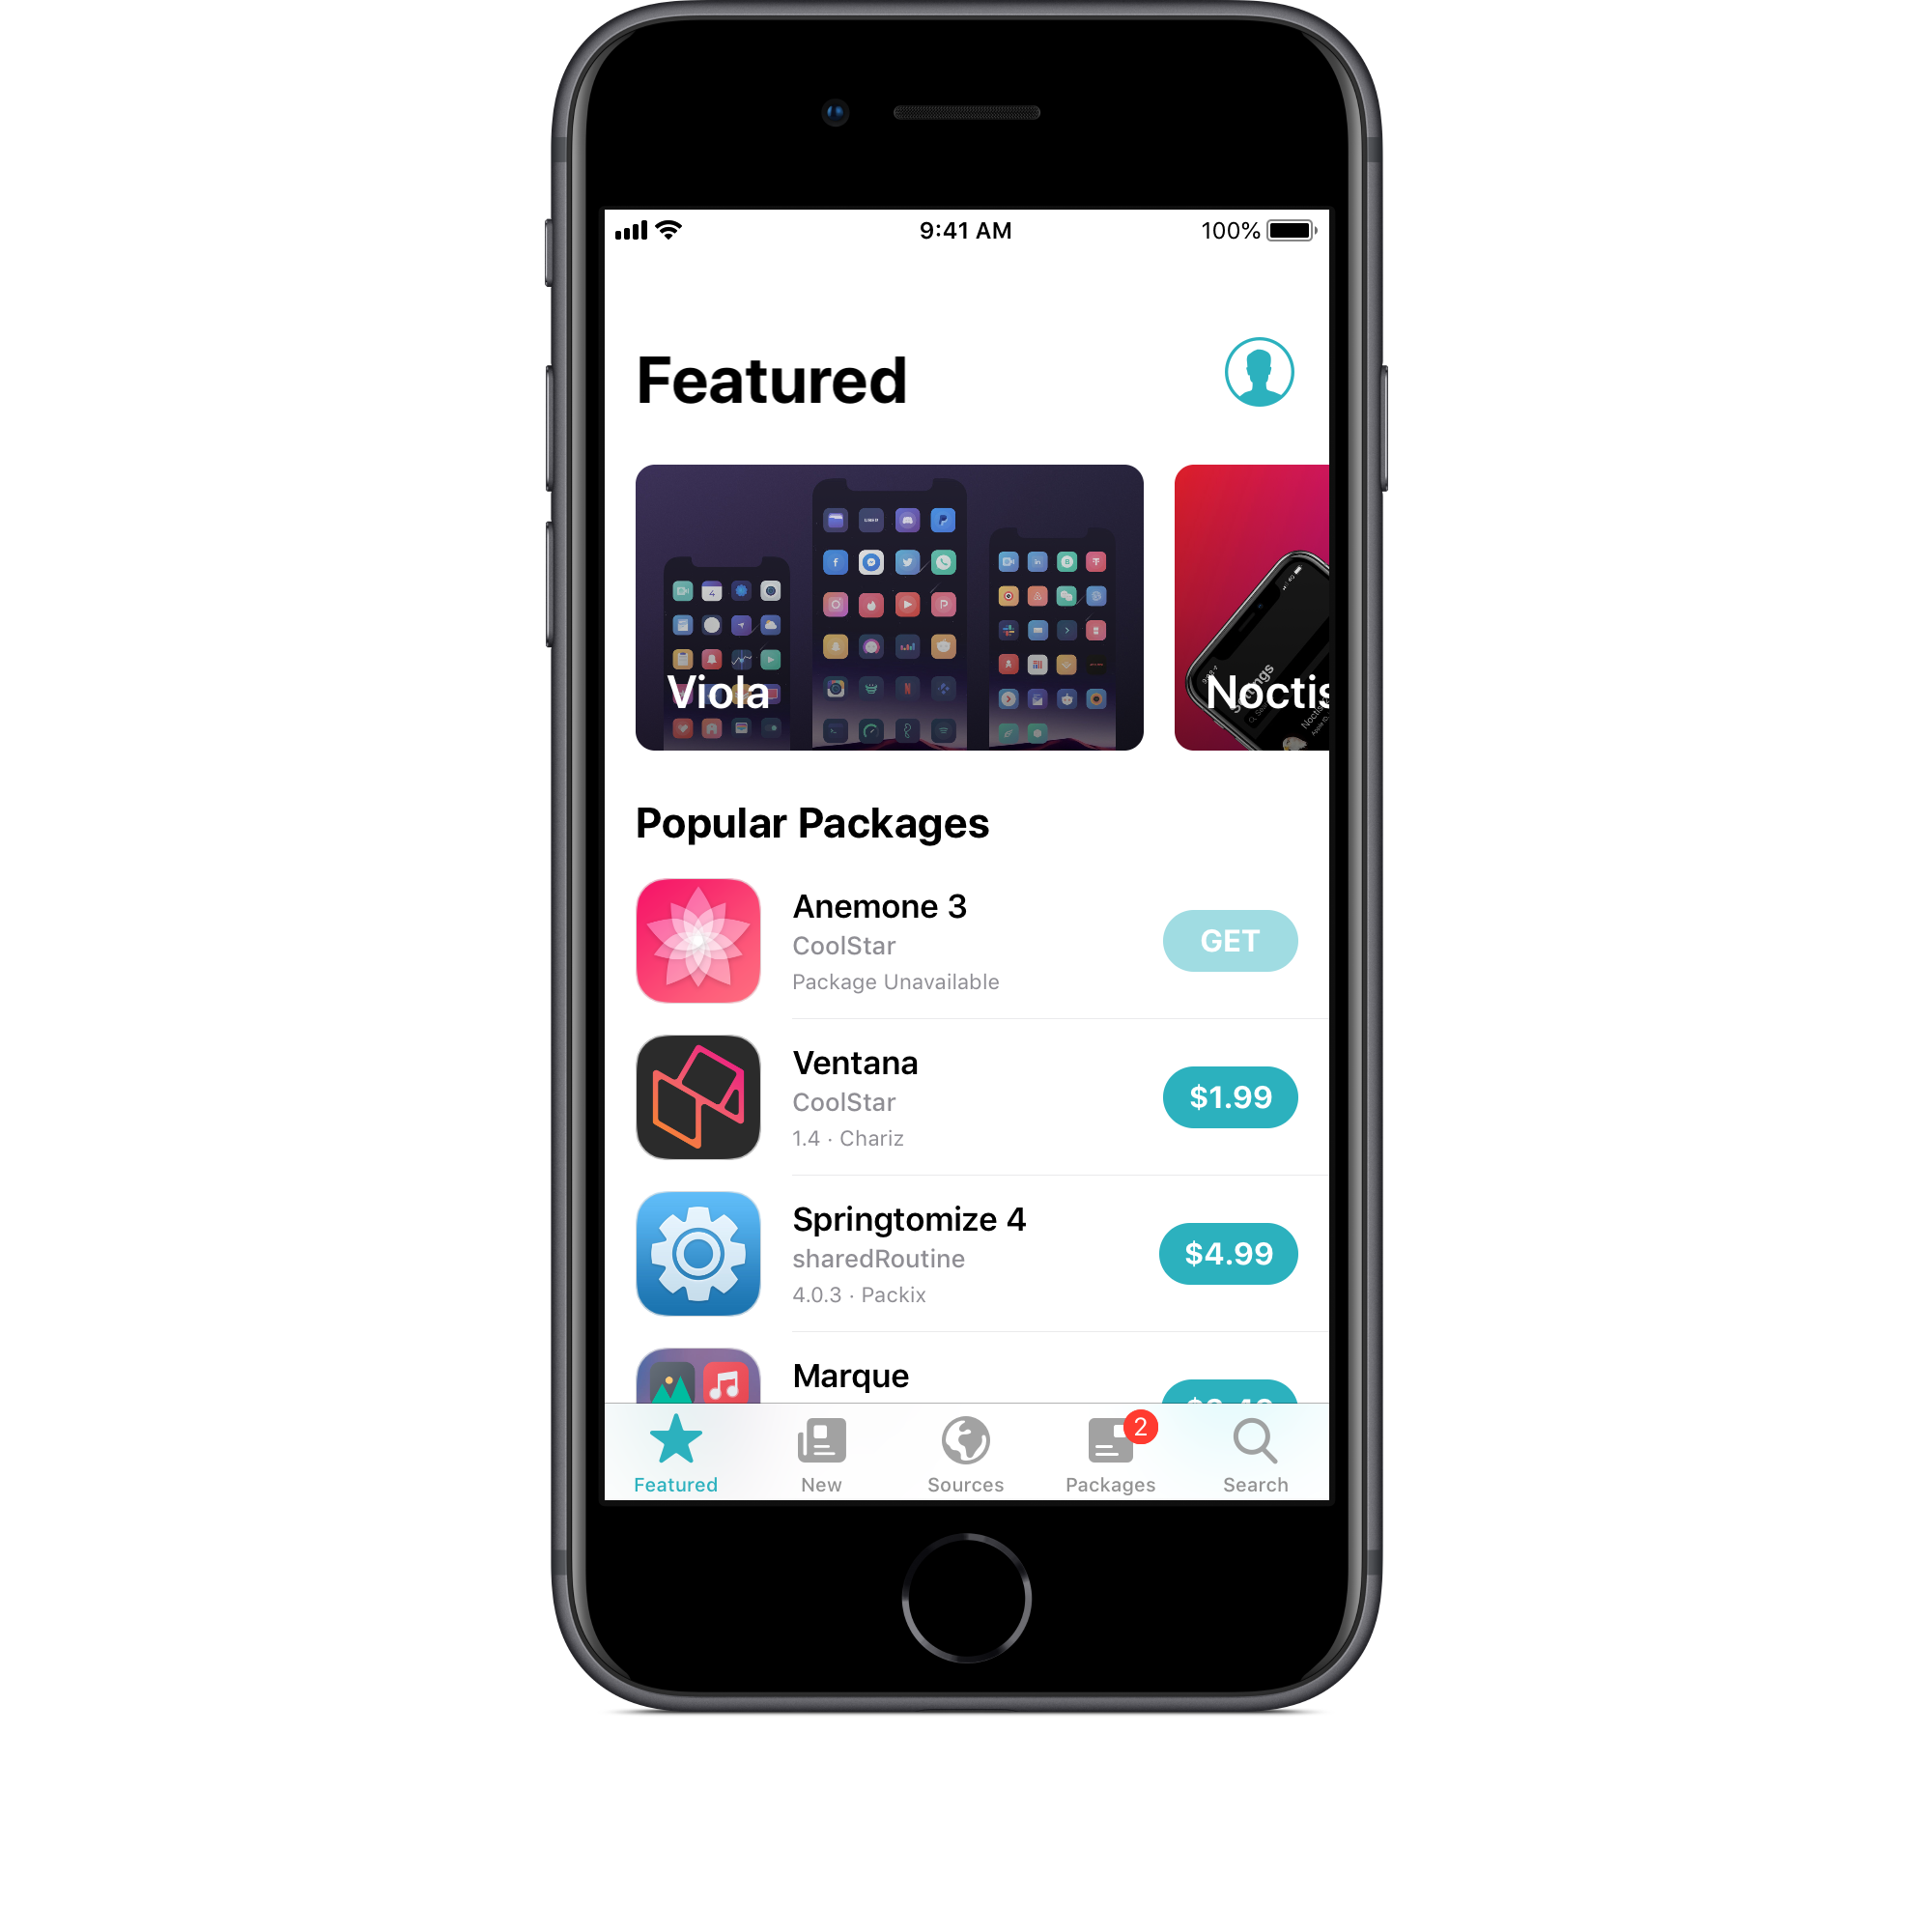 9:41 AM
100%
Featured
Viola
Noctis
Settings
Popular Packages
Anemone 3
CoolStar
Package Unavailable
GET
Ventana
CoolStar
1.4 · Chariz
$1.99
Springtomize 4
sharedRoutine
4.0.3 · Packix
$4.99
Marque
Featured
New
Sources
Packages
2
Search